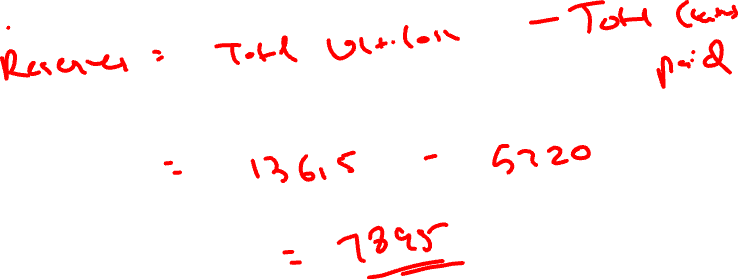 Reserves = Total Ult. loss - Total Claims
paid
= 13615 - 5720
= 7895